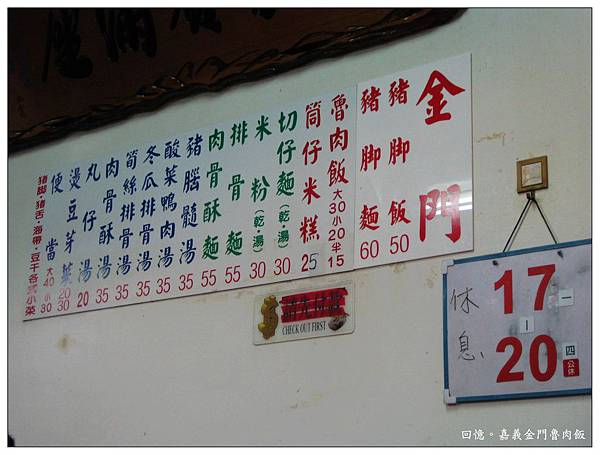 金門
豬腳飯 50
豬腳麵 60
魯肉飯 大30小20半15
筒仔米糕 25
切仔麵(乾·湯) 30
米粉(乾·湯) 30
排骨麵 55
肉骨酥麵 55
豬腦髓湯 35
酸菜鴨肉湯 35
冬瓜排骨湯 35
筍絲排骨湯 35
肉骨酥湯 35
丸仔湯 20
燙豆芽菜 20 30
便當 大40 小30
豬腳·豬舌·海帶·豆干各式小菜
CHECK OUT FIRST
休息
17 一
|
20 四
公休
回憶。嘉義金門魯肉飯